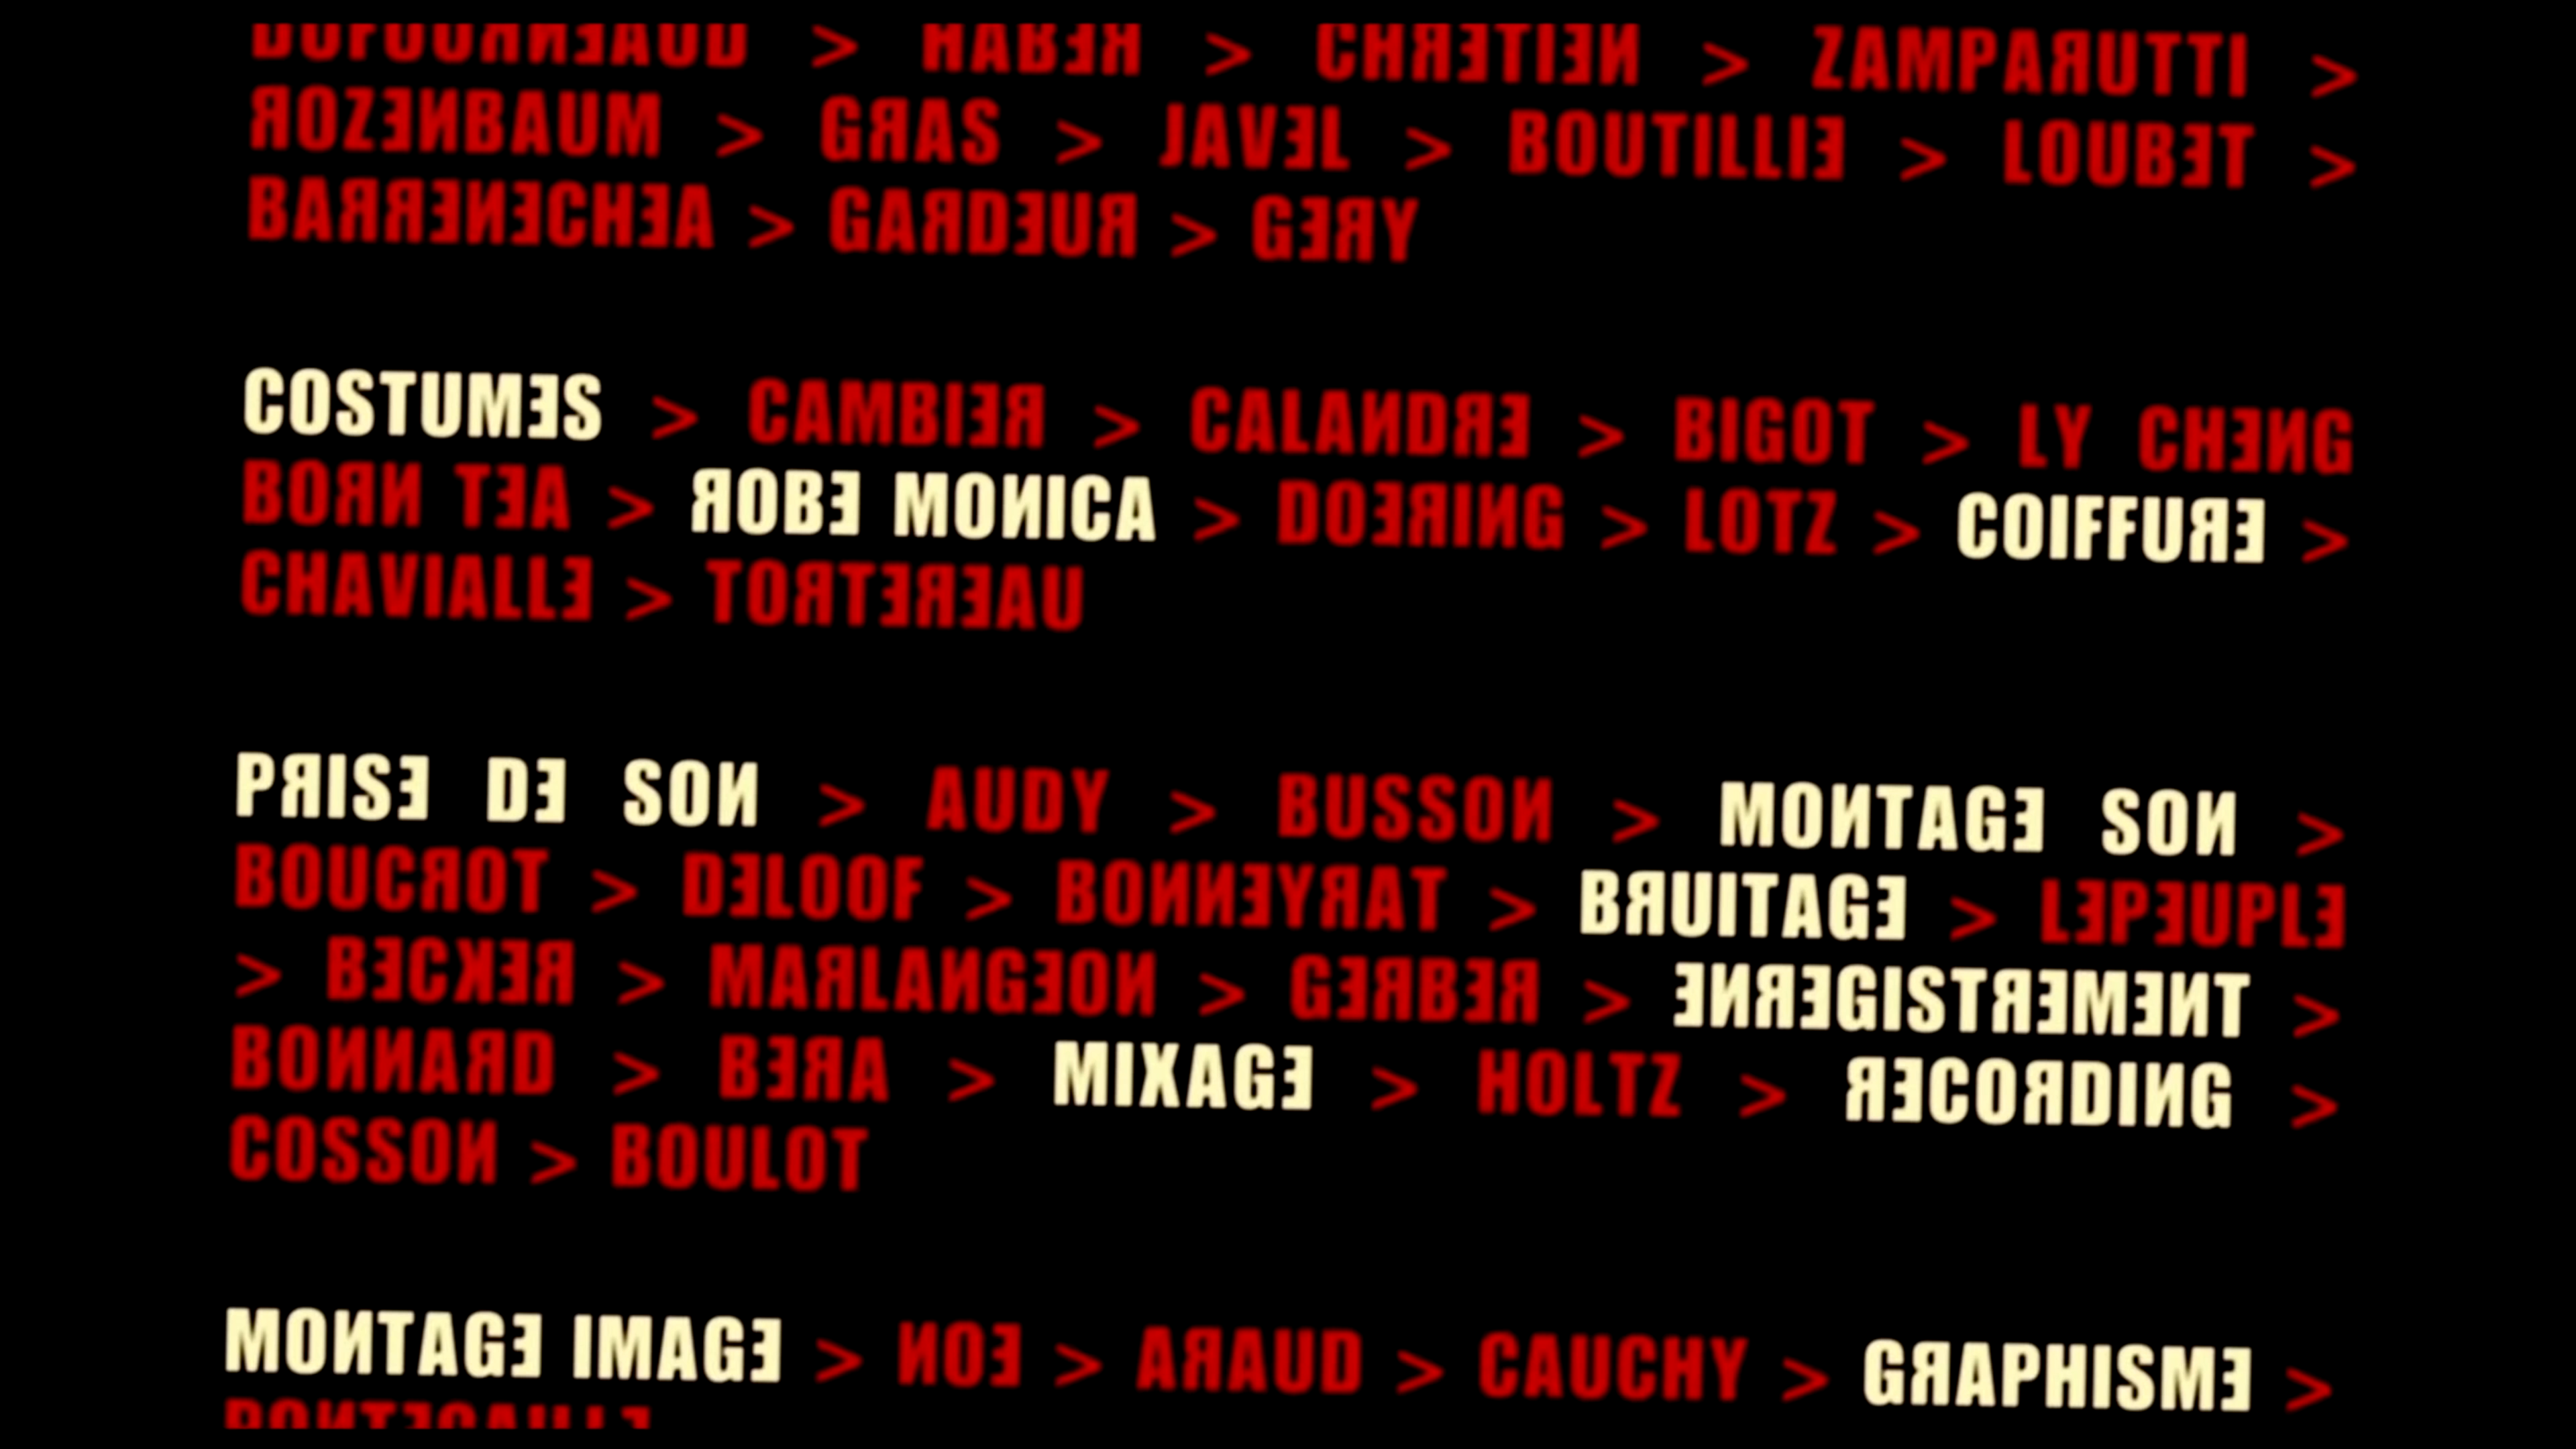 DUFOURNEAUD > HABER > CHRETIEN > ZAMPARUTTI >
ROZENBAUM > GRAS > JAVEL > BOUTILLIE > LOUBET >
BARRENECHEA > GARDEUR > GERY
COSTUMES > CAMBIER > CALANDRE > BIGOT > LY CHENG
BORN TEA > ROBE MONICA > DOERING > LOTZ > COIFFURE >
CHAVIALLE > TORTEREAU
PRISE DE SON > AUDY > BUSSON > MONTAGE SON >
BOUCROT > DELOOF > BONNEYRAT > BRUITAGE > LEPEUPLE
> BECKER > MARLANGEON > GERBER > ENREGISTREMENT >
BONNARD > BERA > MIXAGE > HOLTZ > RECORDING >
COSSON > BOULOT
MONTAGE IMAGE > NOE > ARAUD > CAUCHY > GRAPHISME >